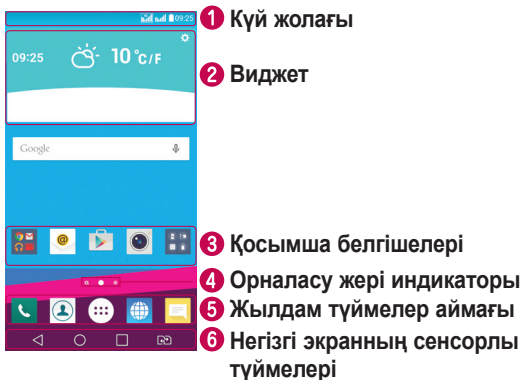 09:25
1 Күй жолағы
09:25
10 °C/F
2 Виджет
Google
@
3 Қосымша белгішелері
4 Орналасу жері индикаторы
5 Жылдам түймелер аймағы
6 Негізгі экранның сенсорлы
түймелері